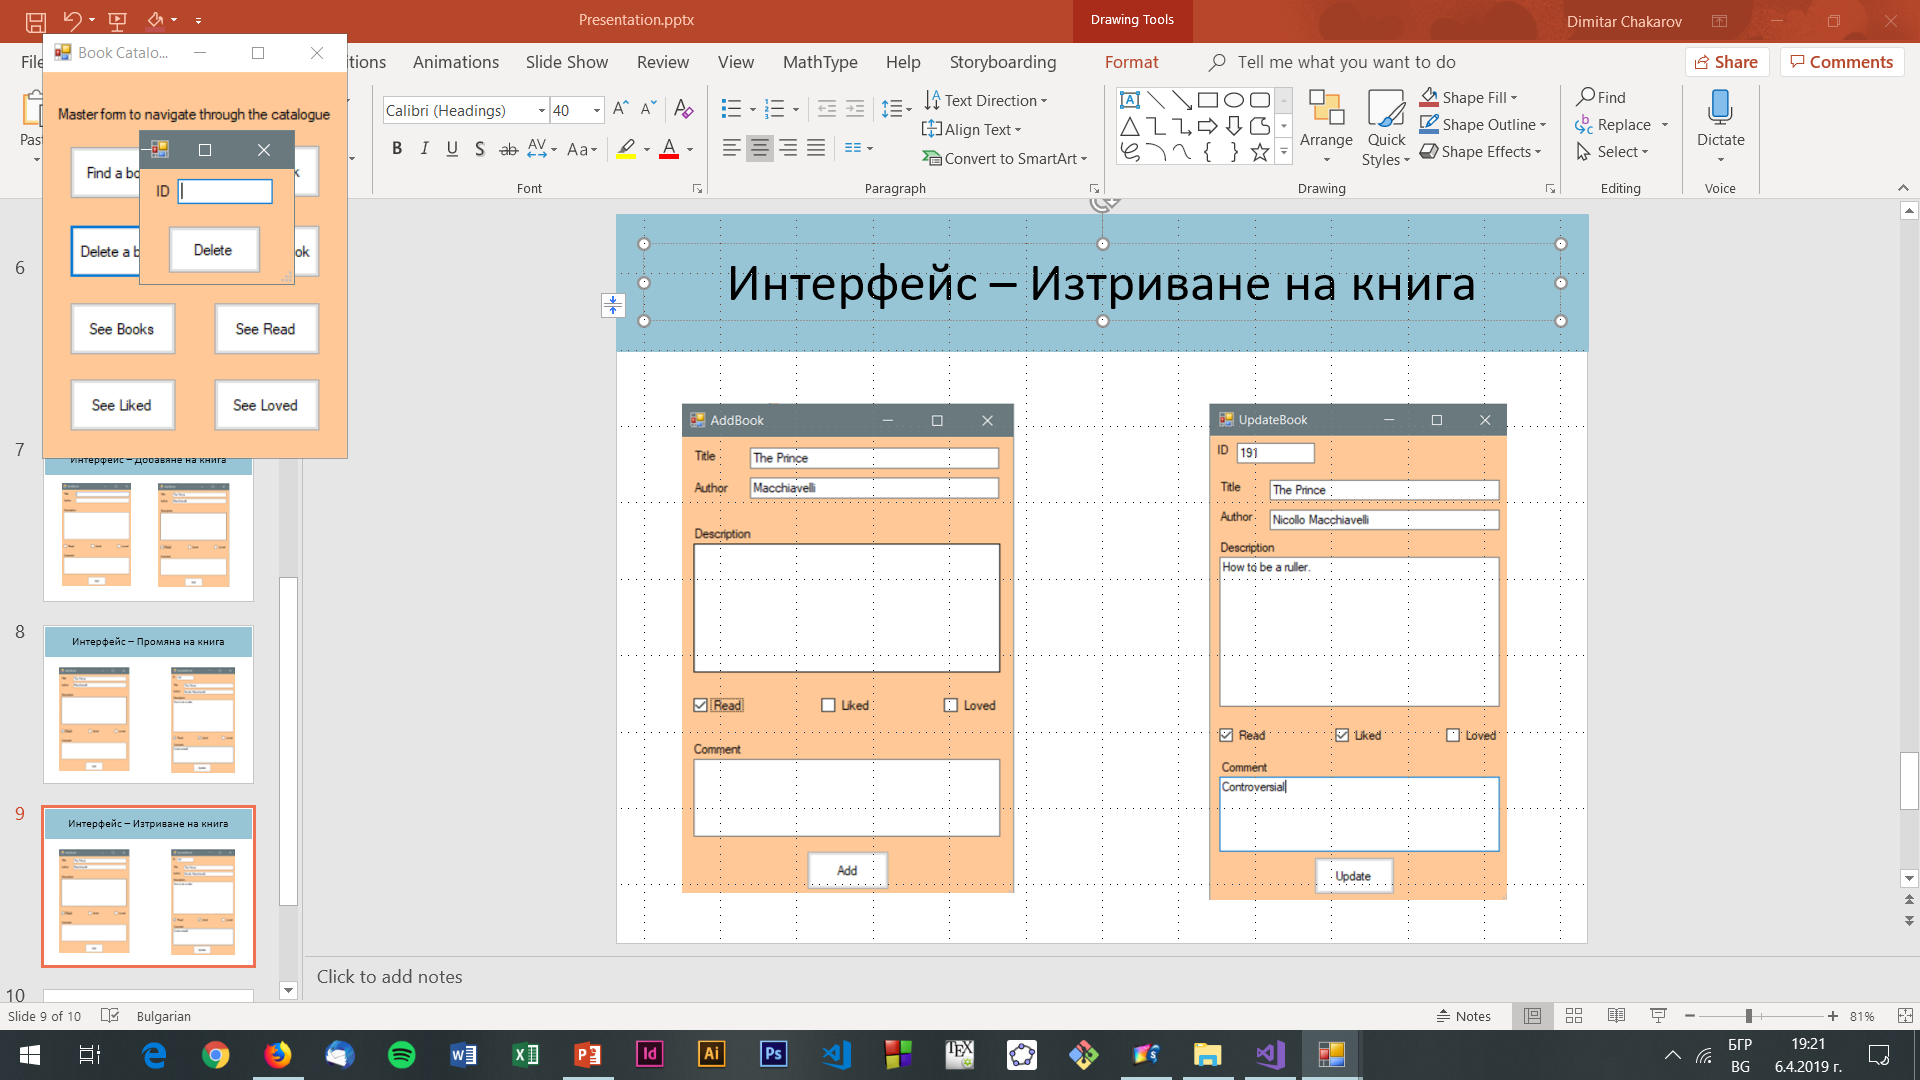 Presentation.pptx
Drawing Tools
Dimitar Chakarov
Book Catalo...
Animations
Slide Show
Review
View
MathType
Help
Storyboarding
Format
Tell me what you want to do
Share
Comments
Master form to navigate through the catalogue
ID
Delete
See Books
See Read
See Liked
See Loved
Calibri (Headings)
40
Font
Text Direction
Align Text
Convert to SmartArt
Paragraph
Arrange
Quick Styles
Shape Fill
Shape Outline
Shape Effects
Drawing
Find
Replace
Select
Editing
Dictate
Voice
6
7
Интерфейс – Добавяне на книга
8
Интерфейс – Промяна на книга
9
Интерфейс – Изтриване на книга
10
Интерфейс – Изтриване на книга
AddBook
Title
The Prince
Author
Macchiavelli
Description
Read
Liked
Loved
Comment
Add
UpdateBook
ID
191
Title
The Prince
Author
Nicollo Macchiavelli
Description
How to be a ruller.
Read
Liked
Loved
Comment
Controversial
Update
Click to add notes
Slide 9 of 10
Bulgarian
Notes
81%
БГР
BG
19:21
6.4.2019 г.